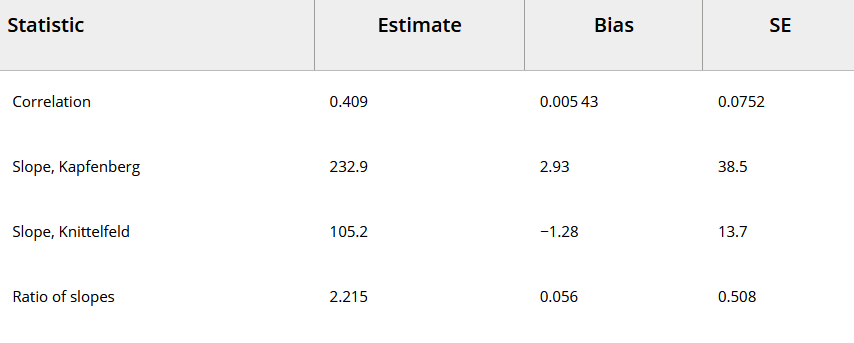 Statistic Estimate Bias SE
Correlation 0.409 0.005 43 0.0752
Slope, Kapfenberg 232.9 2.93 38.5
Slope, Knittelfeld 105.2 −1.28 13.7
Ratio of slopes 2.215 0.056 0.508